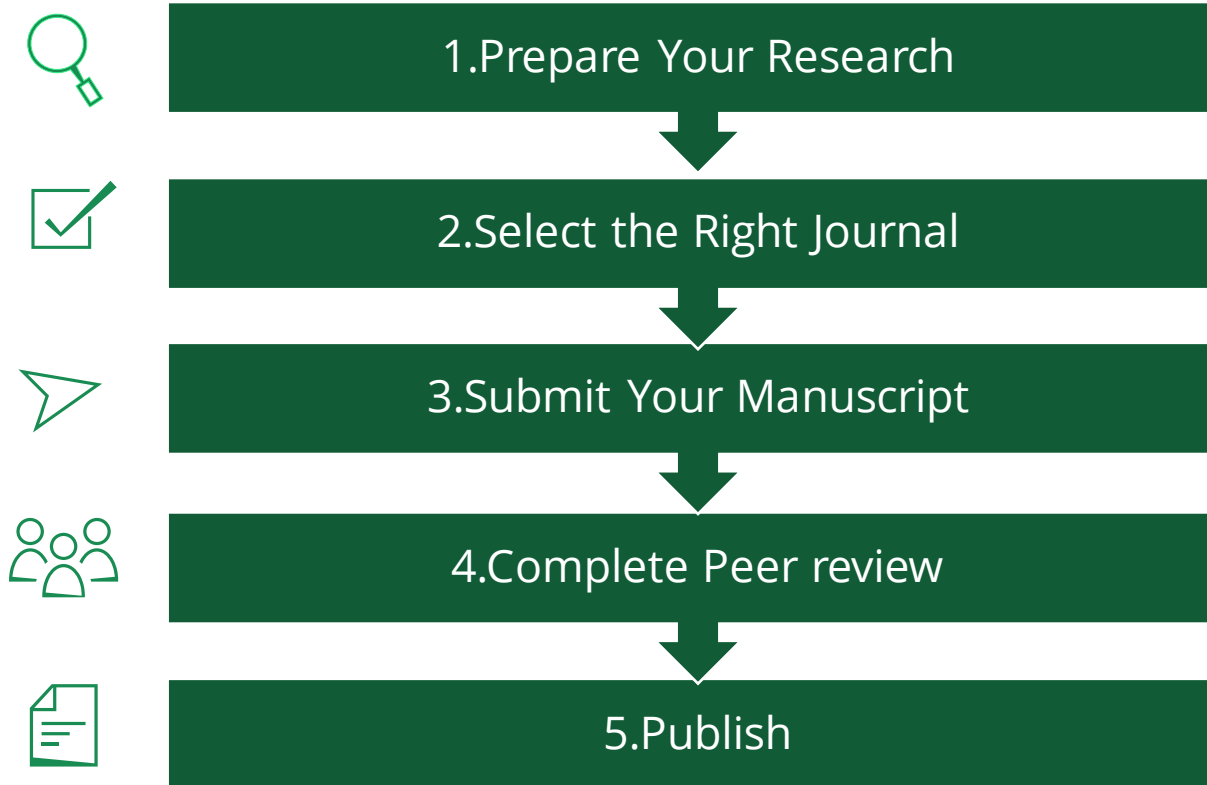 1.Prepare Your Research
2.Select the Right Journal
3.Submit Your Manuscript
4.Complete Peer review
5.Publish